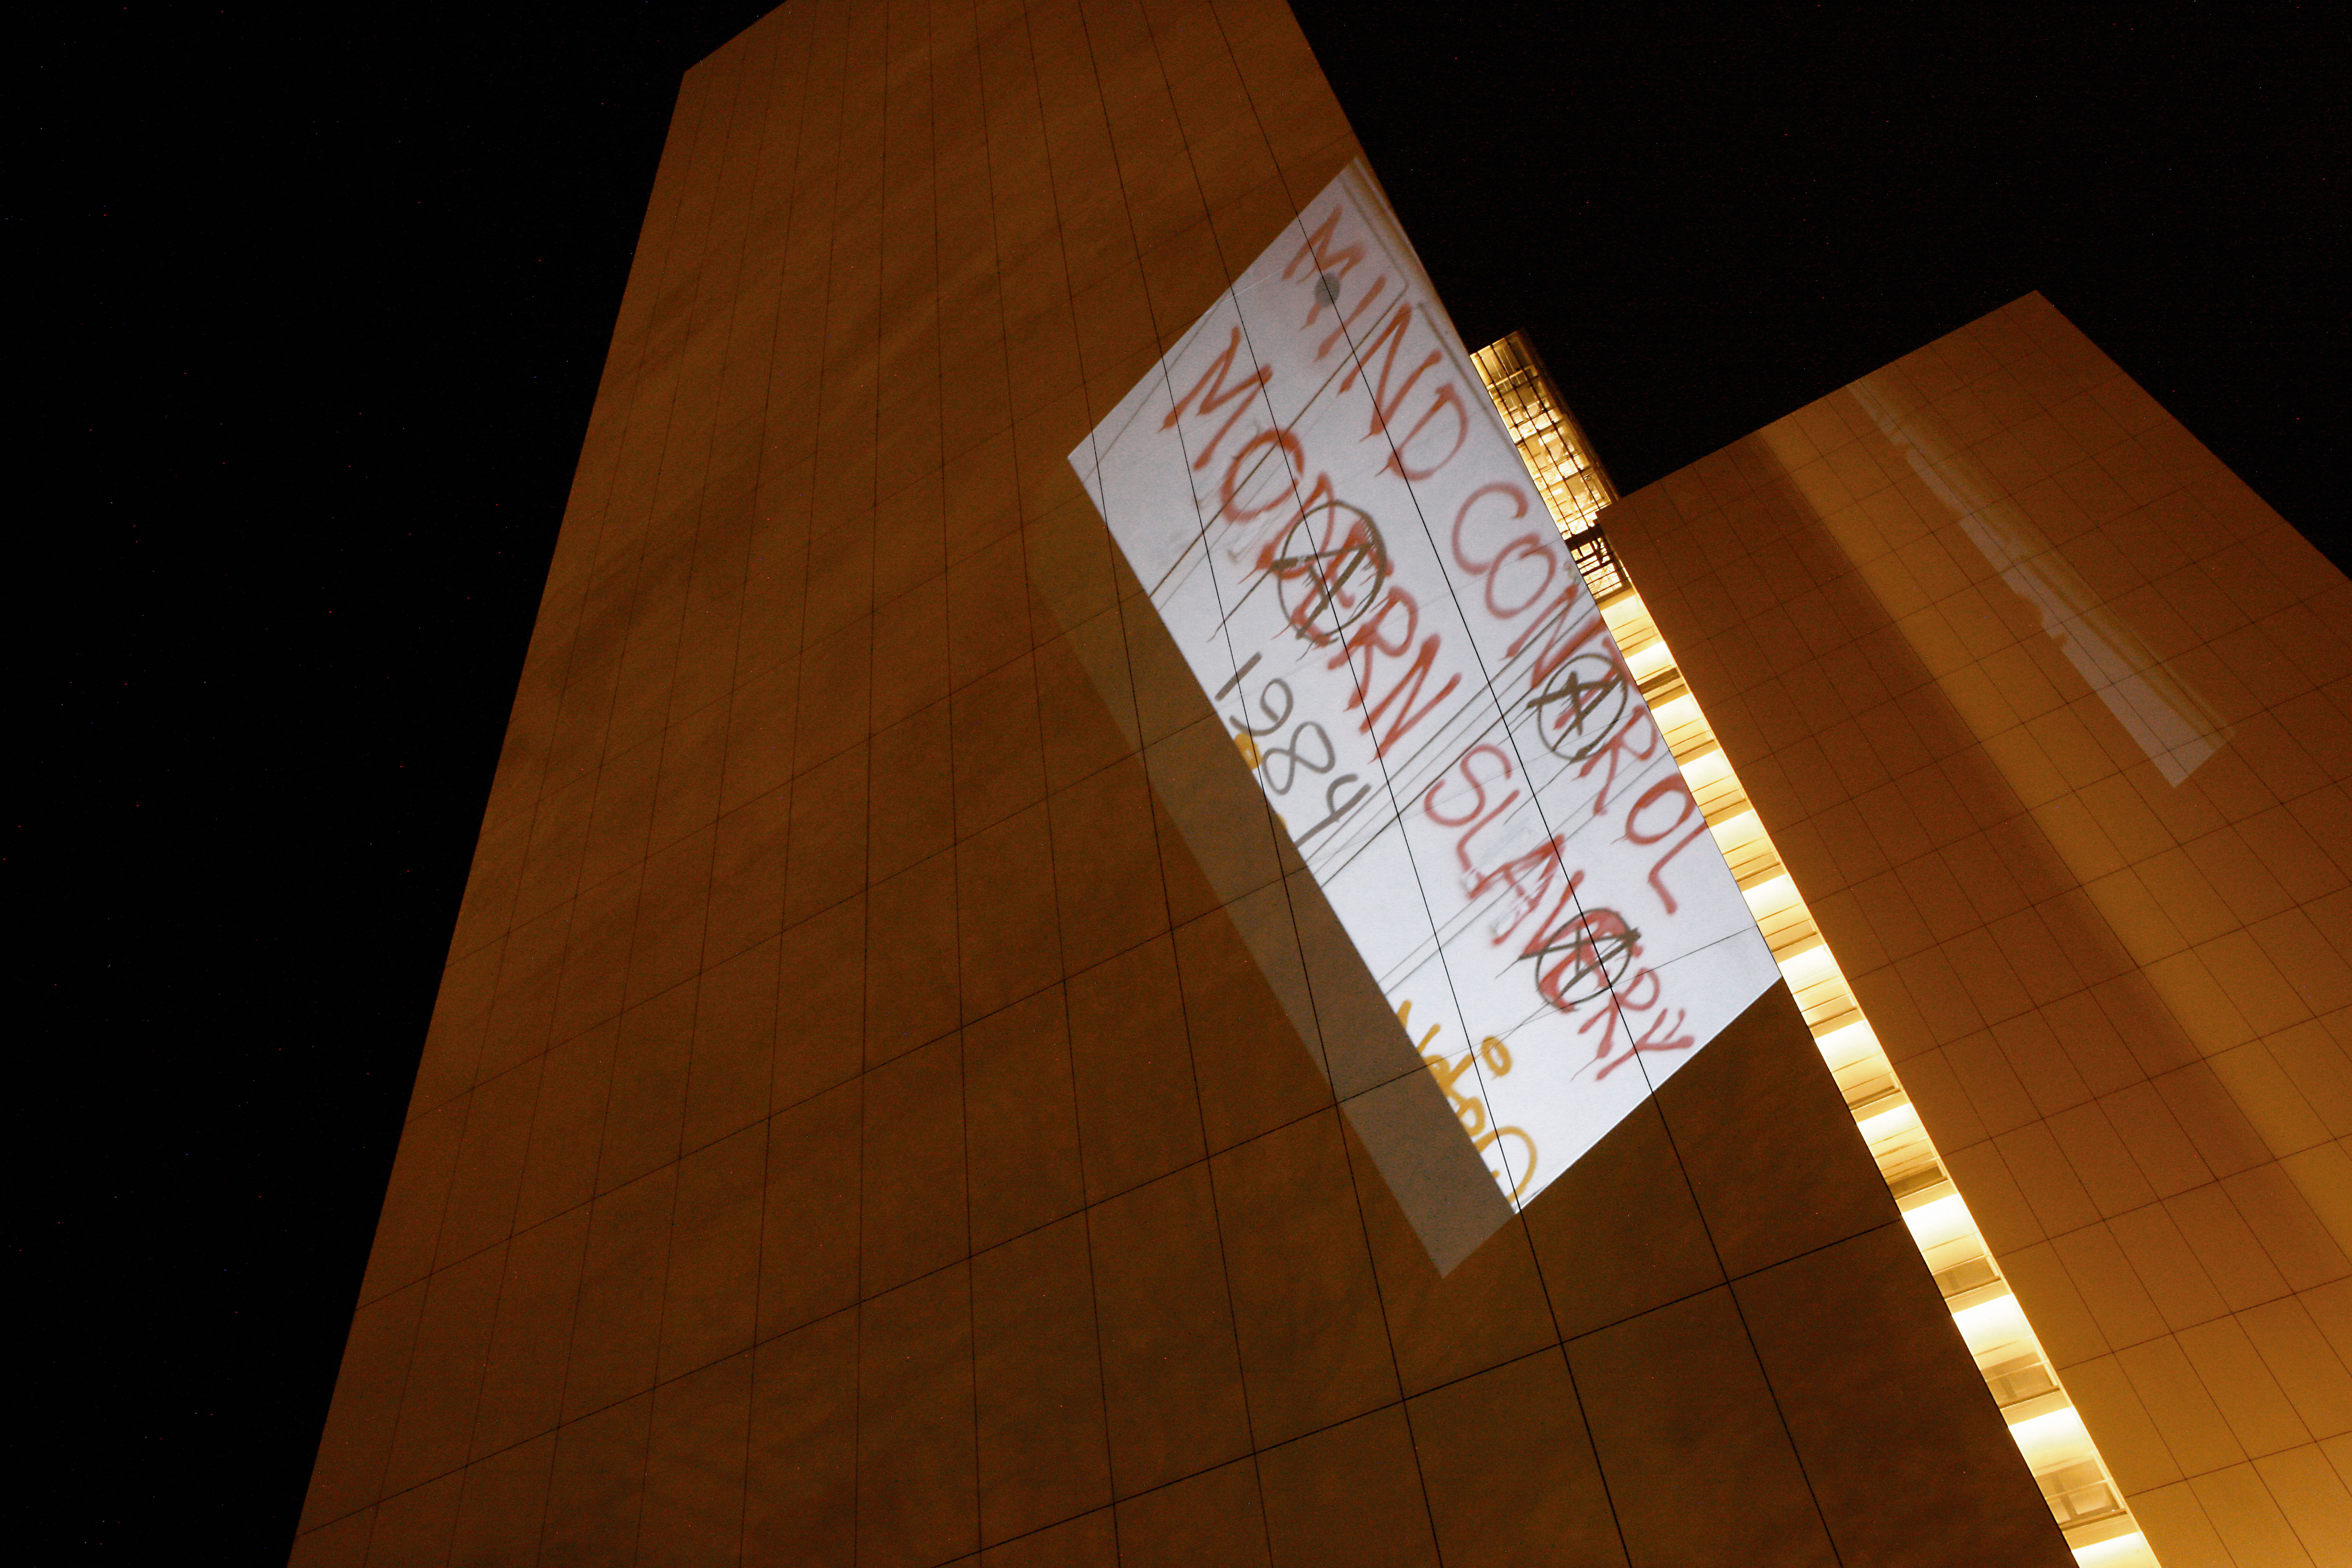 MIND CONTROL
MODERN SLAVERY
1984